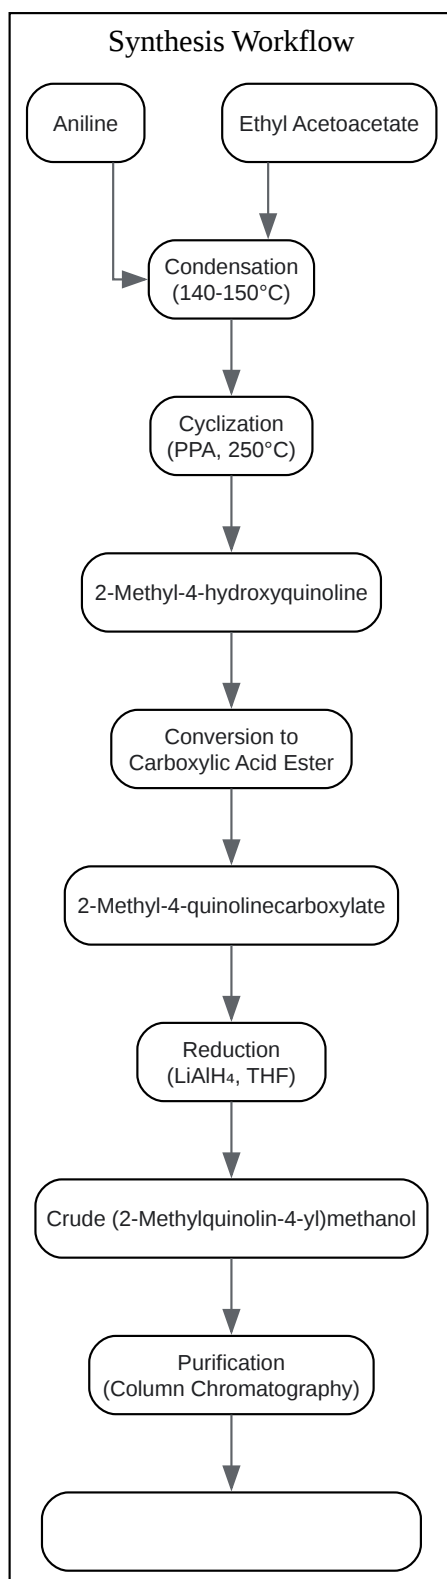 Synthesis Workflow
Aniline
Ethyl Acetoacetate
Condensation
(140-150°C)
Cyclization
(PPA, 250°C)
2-Methyl-4-hydroxyquinoline
Conversion to
Carboxylic Acid Ester
2-Methyl-4-quinolinecarboxylate
Reduction
(LiAlH₄, THF)
Crude (2-Methylquinolin-4-yl)methanol
Purification
(Column Chromatography)